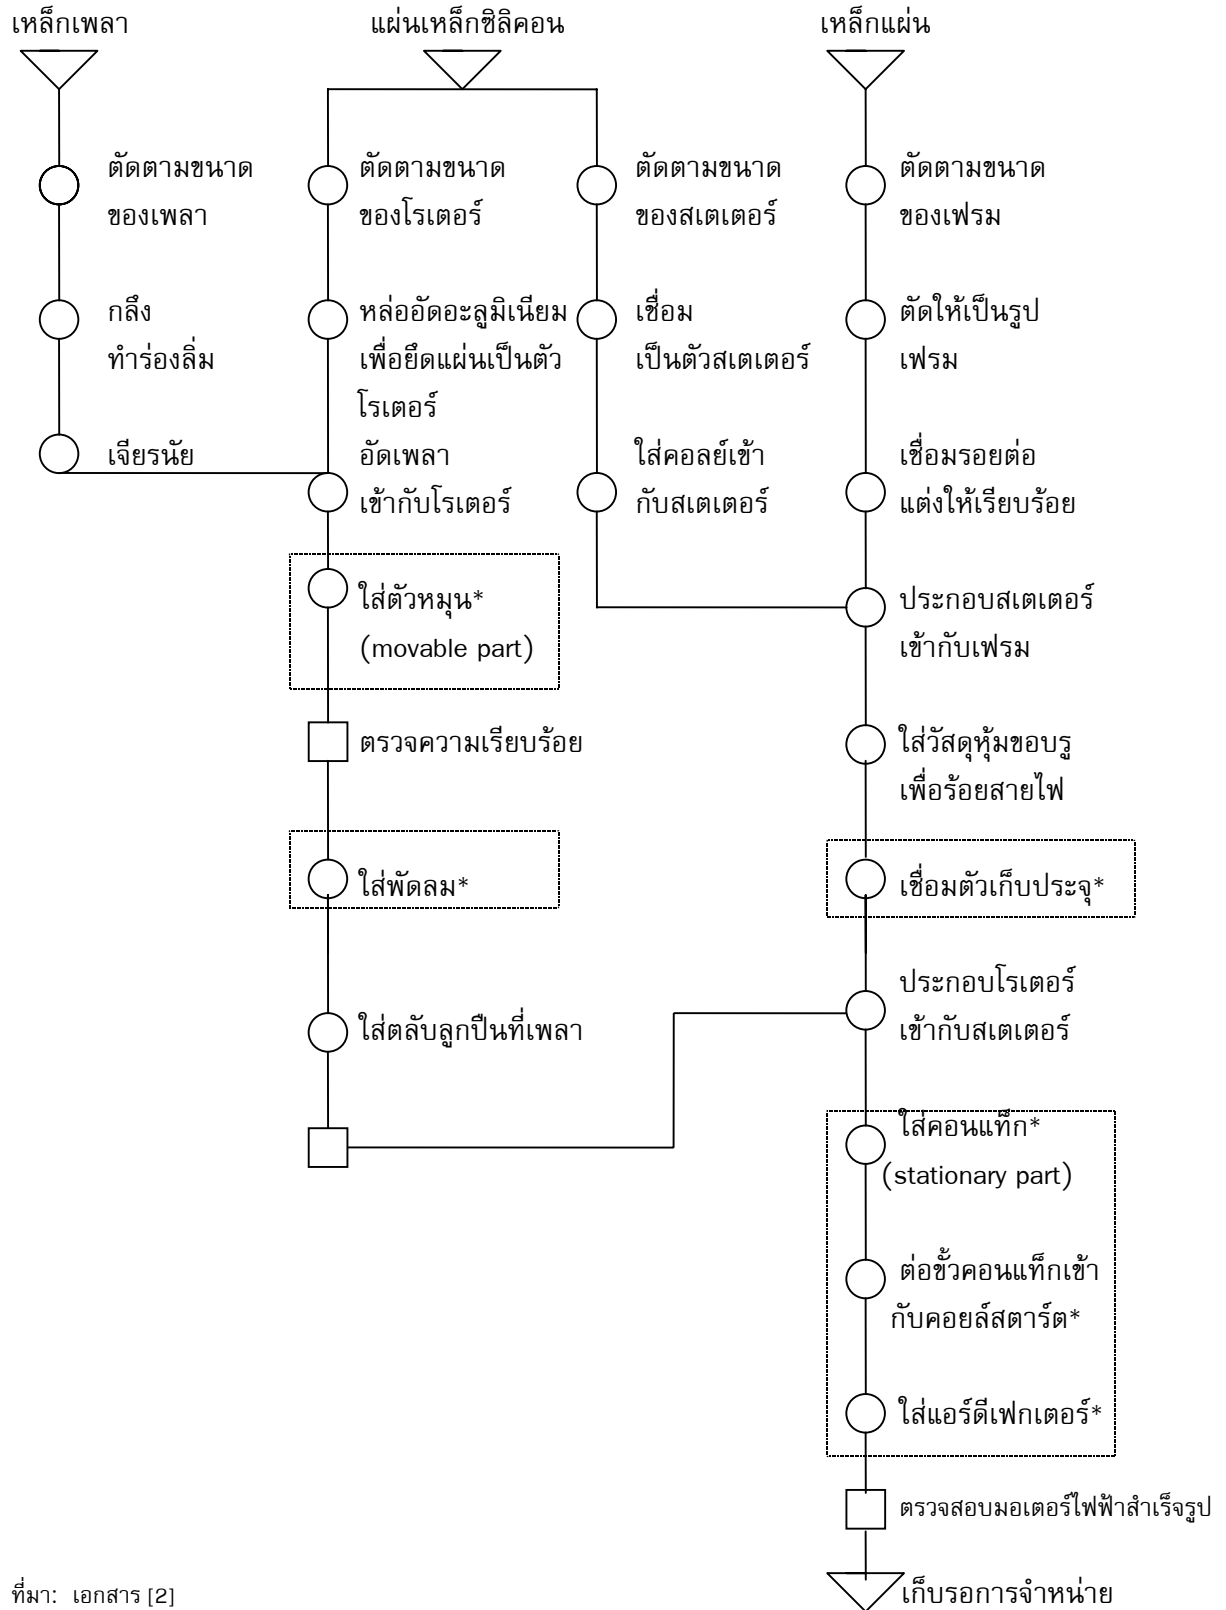 เหล็กเพลา
แผ่นเหล็กซิลิคอน
เหล็กแผ่น
ตัดตามขนาด
ของเพลา
ตัดตามขนาด
ของโรเตอร์
ตัดตามขนาด
ของสเตเตอร์
ตัดตามขนาด
ของเฟรม
กลึง
ทำร่องลิ่ม
หล่ออัดอะลูมิเนียม
เพื่อยึดแผ่นเป็นตัว
โรเตอร์
เชื่อม
เป็นตัวสเตเตอร์
ตัดให้เป็นรูป
เฟรม
เจียรนัย
อัดเพลา
เข้ากับโรเตอร์
ใส่คอลย์เข้า
กับสเตเตอร์
เชื่อมรอยต่อ
แต่งให้เรียบร้อย
ใส่ตัวหมุน*
(movable part)
ประกอบสเตเตอร์
เข้ากับเฟรม
ตรวจความเรียบร้อย
ใส่วัสดุหุ้มขอบรู
เพื่อร้อยสายไฟ
ใส่พัดลม*
เชื่อมตัวเก็บประจุ*
ใส่ตลับลูกปืนที่เพลา
ประกอบโรเตอร์
เข้ากับสเตเตอร์
ใส่คอนแท็ก*
(stationary part)
ต่อขั้วคอนแท็กเข้า
กับคอยล์สตาร์ต*
ใส่แอร์ดีเฟกเตอร์*
ตรวจสอบมอเตอร์ไฟฟ้าสำเร็จรูป
เก็บรอการจำหน่าย
ที่มา: เอกสาร [2]